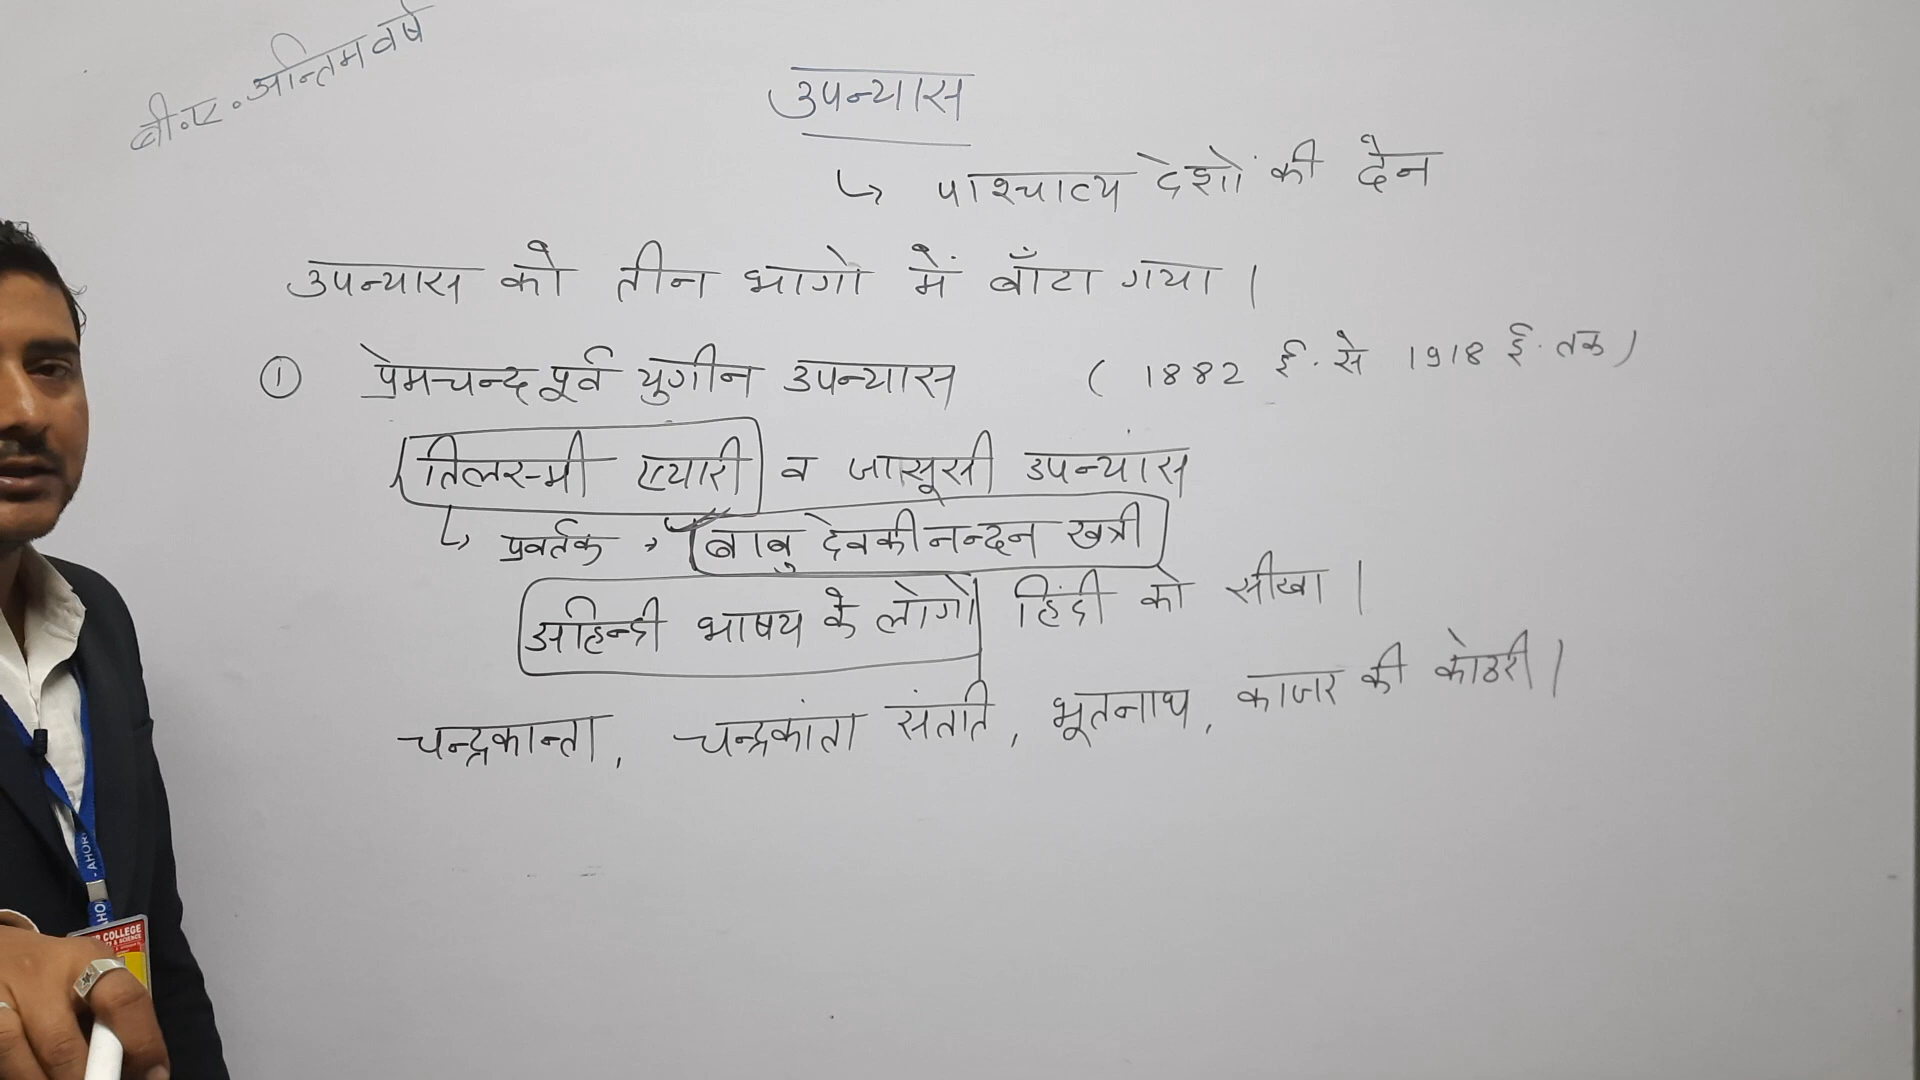 बी.ए. अन्तिम वर्ष
उपन्यास
↳ पाश्चात्य देशों की देन
उपन्यास को तीन भागो में बाँटा गया |
① प्रेमचन्द पूर्व युगीन उपन्यास ( 1882 ई. से 1918 ई. तक )
तिलस्मी एयारी व जासूसी उपन्यास
↳ प्रवर्तक → बाबु देवकीनन्दन खत्री
अहिन्दी भाषय के लोगो हिंदी को सीखा |
चन्द्रकान्ता, चन्द्रकांता संतति, भूतनाथ, काजर की कोठरी |
COLLEGE